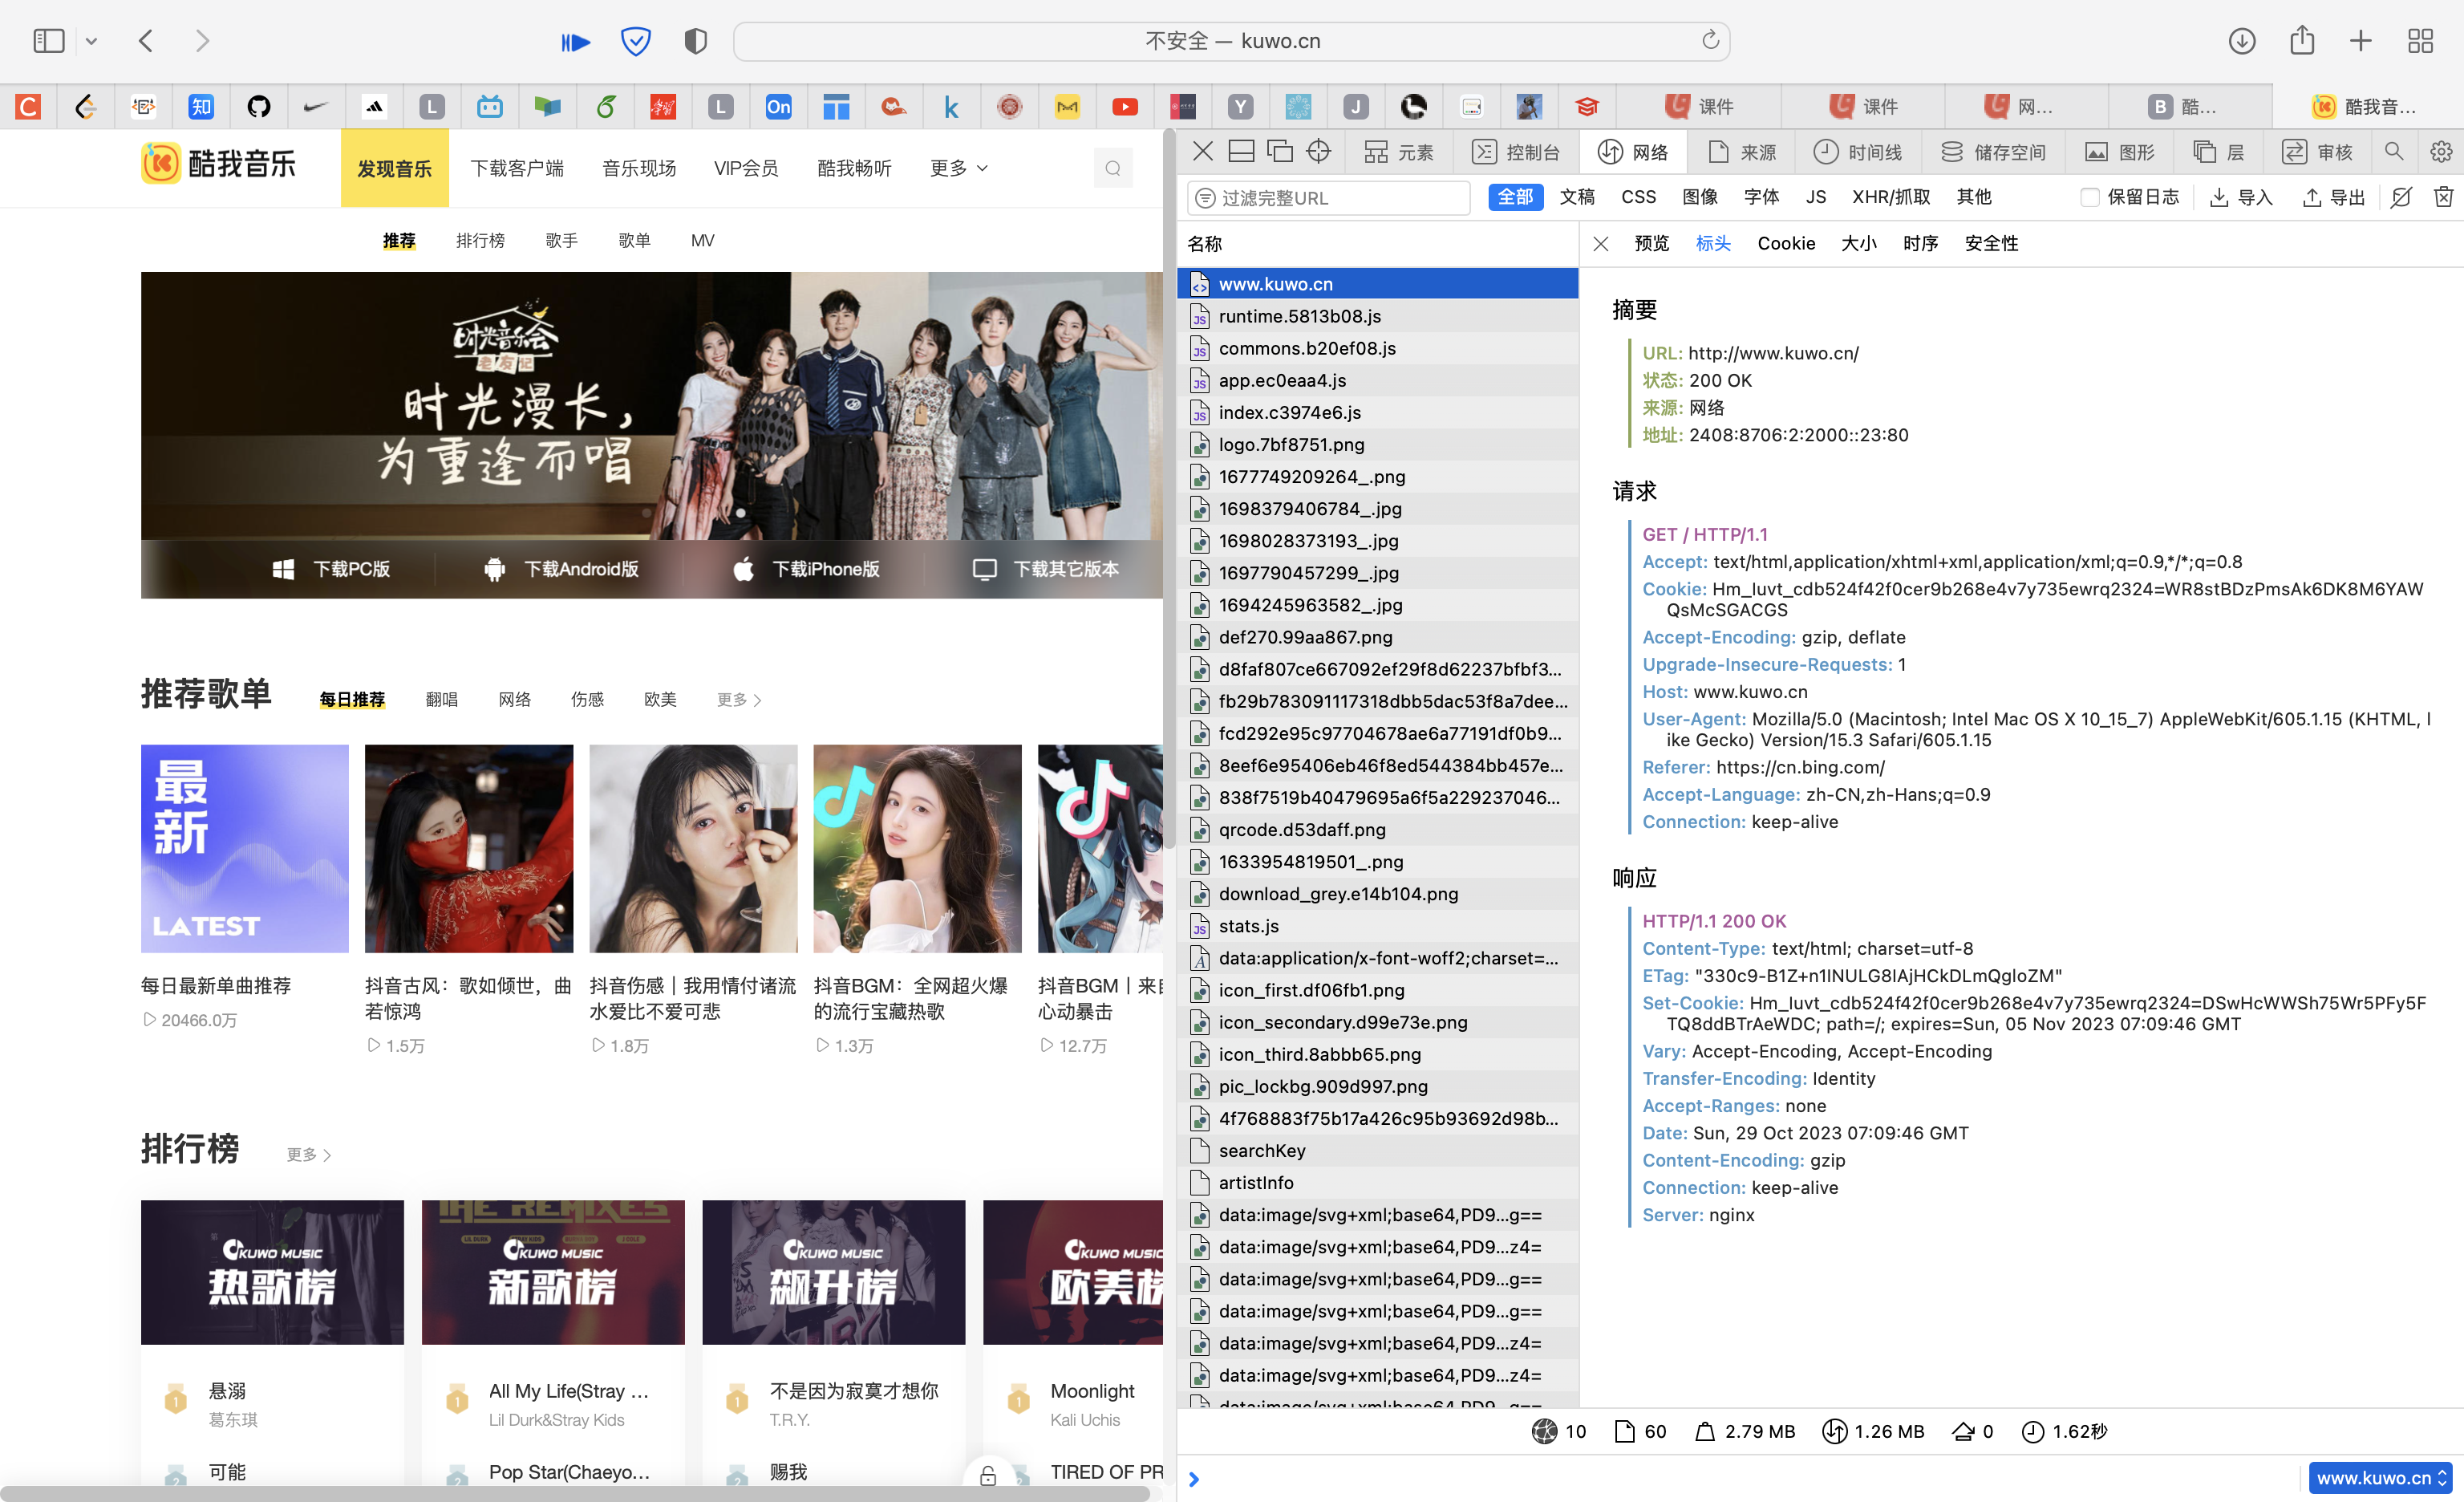 不安全 — kuwo.cn
课件
课件
网…
酷…
酷我音…
酷我音乐
发现音乐
下载客户端
音乐现场
VIP会员
酷我畅听
更多
推荐
排行榜
歌手
歌单
MV
时光音乐会
老友记
时光漫长，
为重逢而唱
下载PC版
下载Android版
下载iPhone版
下载其它版本
推荐歌单
每日推荐
翻唱
网络
伤感
欧美
更多
最新
LATEST
每日最新单曲推荐
20466.0万
抖音古风：歌如倾世，曲
若惊鸿
1.5万
抖音伤感｜我用情付诸流
水爱比不爱可悲
1.8万
抖音BGM：全网超火爆
的流行宝藏热歌
1.3万
抖音BGM｜来
心动暴击
12.7万
排行榜
更多
KUWO MUSIC
热歌榜
THE REMIXES
KUWO MUSIC
新歌榜
KUWO MUSIC
飙升榜
KUWO MUSIC
欧美榜
1
悬溺
葛东琪
2
可能
1
All My Life(Stray ...
Lil Durk&Stray Kids
2
Pop Star(Chaeyo...
1
不是因为寂寞才想你
T.R.Y.
2
赐我
1
Moonlight
Kali Uchis
TIRED OF PR
元素
控制台
网络
来源
时间线
储存空间
图形
层
审核
过滤完整URL
全部
文稿
CSS
图像
字体
JS
XHR/抓取
其他
保留日志
导入
导出
名称
www.kuwo.cn
runtime.5813b08.js
commons.b20ef08.js
app.ec0eaa4.js
index.c3974e6.js
logo.7bf8751.png
1677749209264_.png
1698379406784_.jpg
1698028373193_.jpg
1697790457299_.jpg
1694245963582_.jpg
def270.99aa867.png
d8faf807ce667092ef29f8d62237bfbf3…
fb29b783091117318dbb5dac53f8a7dee…
fcd292e95c97704678ae6a77191df0b9…
8eef6e95406eb46f8ed544384bb457e…
838f7519b40479695a6f5a229237046…
qrcode.d53daff.png
1633954819501_.png
download_grey.e14b104.png
stats.js
data:application/x-font-woff2;charset=…
icon_first.df06fb1.png
icon_secondary.d99e73e.png
icon_third.8abbb65.png
pic_lockbg.909d997.png
4f768883f75b17a426c95b93692d98b…
searchKey
artistInfo
data:image/svg+xml;base64,PD9…g==
data:image/svg+xml;base64,PD9…z4=
data:image/svg+xml;base64,PD9…g==
data:image/svg+xml;base64,PD9…g==
data:image/svg+xml;base64,PD9…z4=
data:image/svg+xml;base64,PD9…z4=
预览
标头
Cookie
大小
时序
安全性
摘要
URL: http://www.kuwo.cn/
状态: 200 OK
来源: 网络
地址: 2408:8706:2:2000::23:80
请求
GET / HTTP/1.1
Accept: text/html,application/xhtml+xml,application/xml;q=0.9,*/*;q=0.8
Cookie: Hm_Iuvt_cdb524f42f0cer9b268e4v7y735ewrq2324=WR8stBDzPmsAk6DK8M6YAW
QsMcSGACGS
Accept-Encoding: gzip, deflate
Upgrade-Insecure-Requests: 1
Host: www.kuwo.cn
User-Agent: Mozilla/5.0 (Macintosh; Intel Mac OS X 10_15_7) AppleWebKit/605.1.15 (KHTML, l
ike Gecko) Version/15.3 Safari/605.1.15
Referer: https://cn.bing.com/
Accept-Language: zh-CN,zh-Hans;q=0.9
Connection: keep-alive
响应
HTTP/1.1 200 OK
Content-Type: text/html; charset=utf-8
ETag: "330c9-B1Z+n1INULG8IAjHCkDLmQgIoZM"
Set-Cookie: Hm_Iuvt_cdb524f42f0cer9b268e4v7y735ewrq2324=DSwHcWWSh75Wr5PFy5F
TQ8ddBTrAeWDC; path=/; expires=Sun, 05 Nov 2023 07:09:46 GMT
Vary: Accept-Encoding, Accept-Encoding
Transfer-Encoding: Identity
Accept-Ranges: none
Date: Sun, 29 Oct 2023 07:09:46 GMT
Content-Encoding: gzip
Connection: keep-alive
Server: nginx
10
60
2.79 MB
1.26 MB
0
1.62秒
www.kuwo.cn